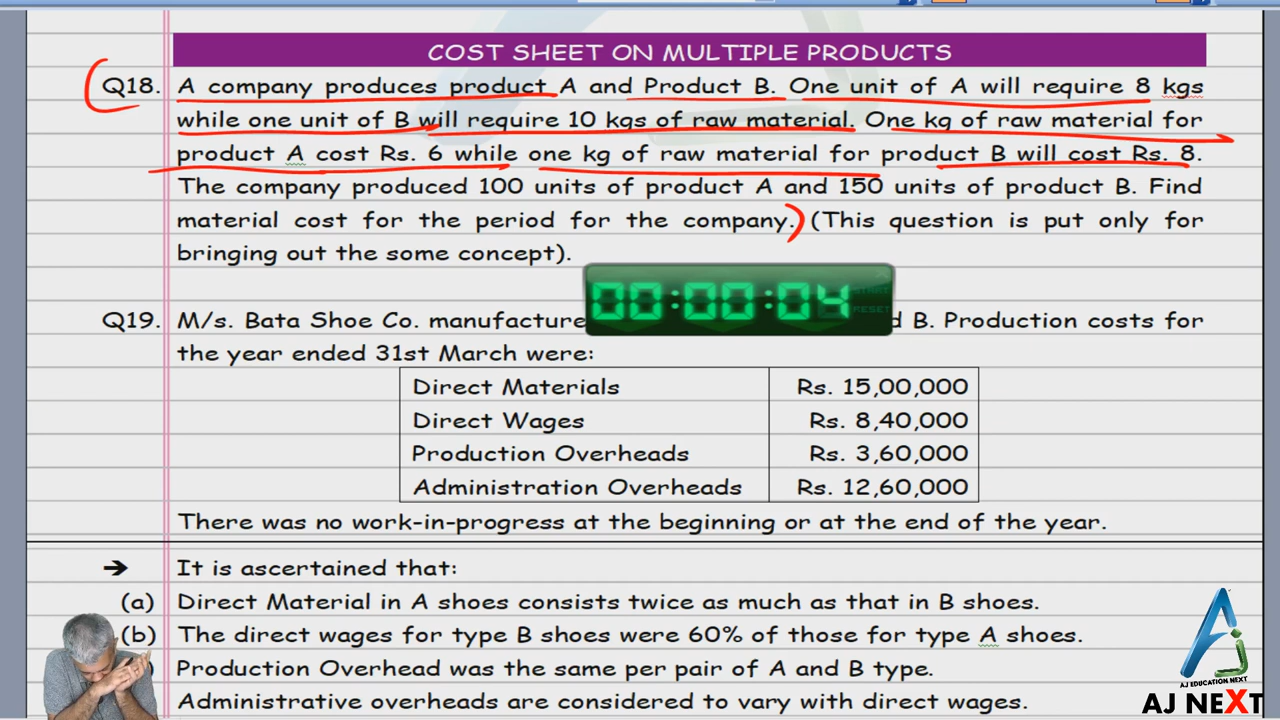 COST SHEET ON MULTIPLE PRODUCTS
Q18. A company produces product A and Product B. One unit of A will require 8 kgs
while one unit of B will require 10 kgs of raw material. One kg of raw material for
product A cost Rs. 6 while one kg of raw material for product B will cost Rs. 8.
The company produced 100 units of product A and 150 units of product B. Find
material cost for the period for the company. (This question is put only for
bringing out the some concept).
00:00:04
RESET
Q19. M/s. Bata Shoe Co. manufacture B. Production costs for
the year ended 31st March were:
Direct Materials Rs. 15,00,000
Direct Wages Rs. 8,40,000
Production Overheads Rs. 3,60,000
Administration Overheads Rs. 12,60,000
There was no work-in-progress at the beginning or at the end of the year.
➔ It is ascertained that:
(a) Direct Material in A shoes consists twice as much as that in B shoes.
(b) The direct wages for type B shoes were 60% of those for type A shoes.
Production Overhead was the same per pair of A and B type.
Administrative overheads are considered to vary with direct wages.
AJ EDUCATION NEXT
AJ NEXT